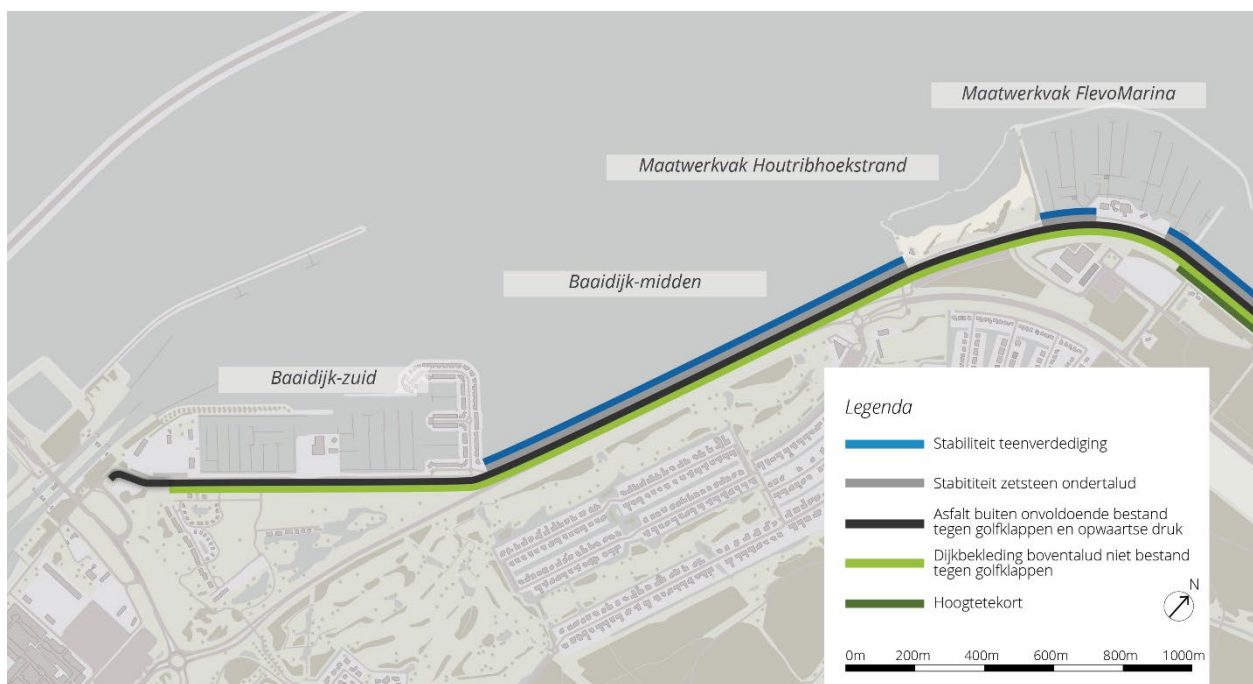 Maatwerkvak FlevoMarina
Maatwerkvak Houtribhoekstrand
Baaidijk-midden
Baaidijk-zuid
Legenda
Stabiliteit teenverdediging
Stabititeit zetsteen ondertalud
Asfalt buiten onvoldoende bestand
tegen golfklappen en opwaartse druk
Dijkbekleding boventalud niet bestand
tegen golfklappen
Hoogtetekort
N
0m 200m 400m 600m 800m 1000m